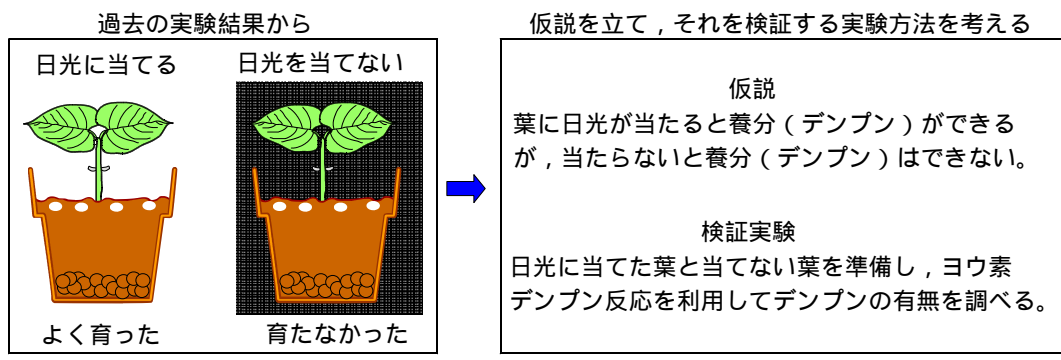 過去の実験結果から
日光に当てる
日光を当てない
よく育った
育たなかった
仮説を立て，それを検証する実験方法を考える
仮説
葉に日光が当たると養分（デンプン）ができる
が，当たらないと養分（デンプン）はできない。
検証実験
日光に当てた葉と当てない葉を準備し，ヨウ素
デンプン反応を利用してデンプンの有無を調べる。